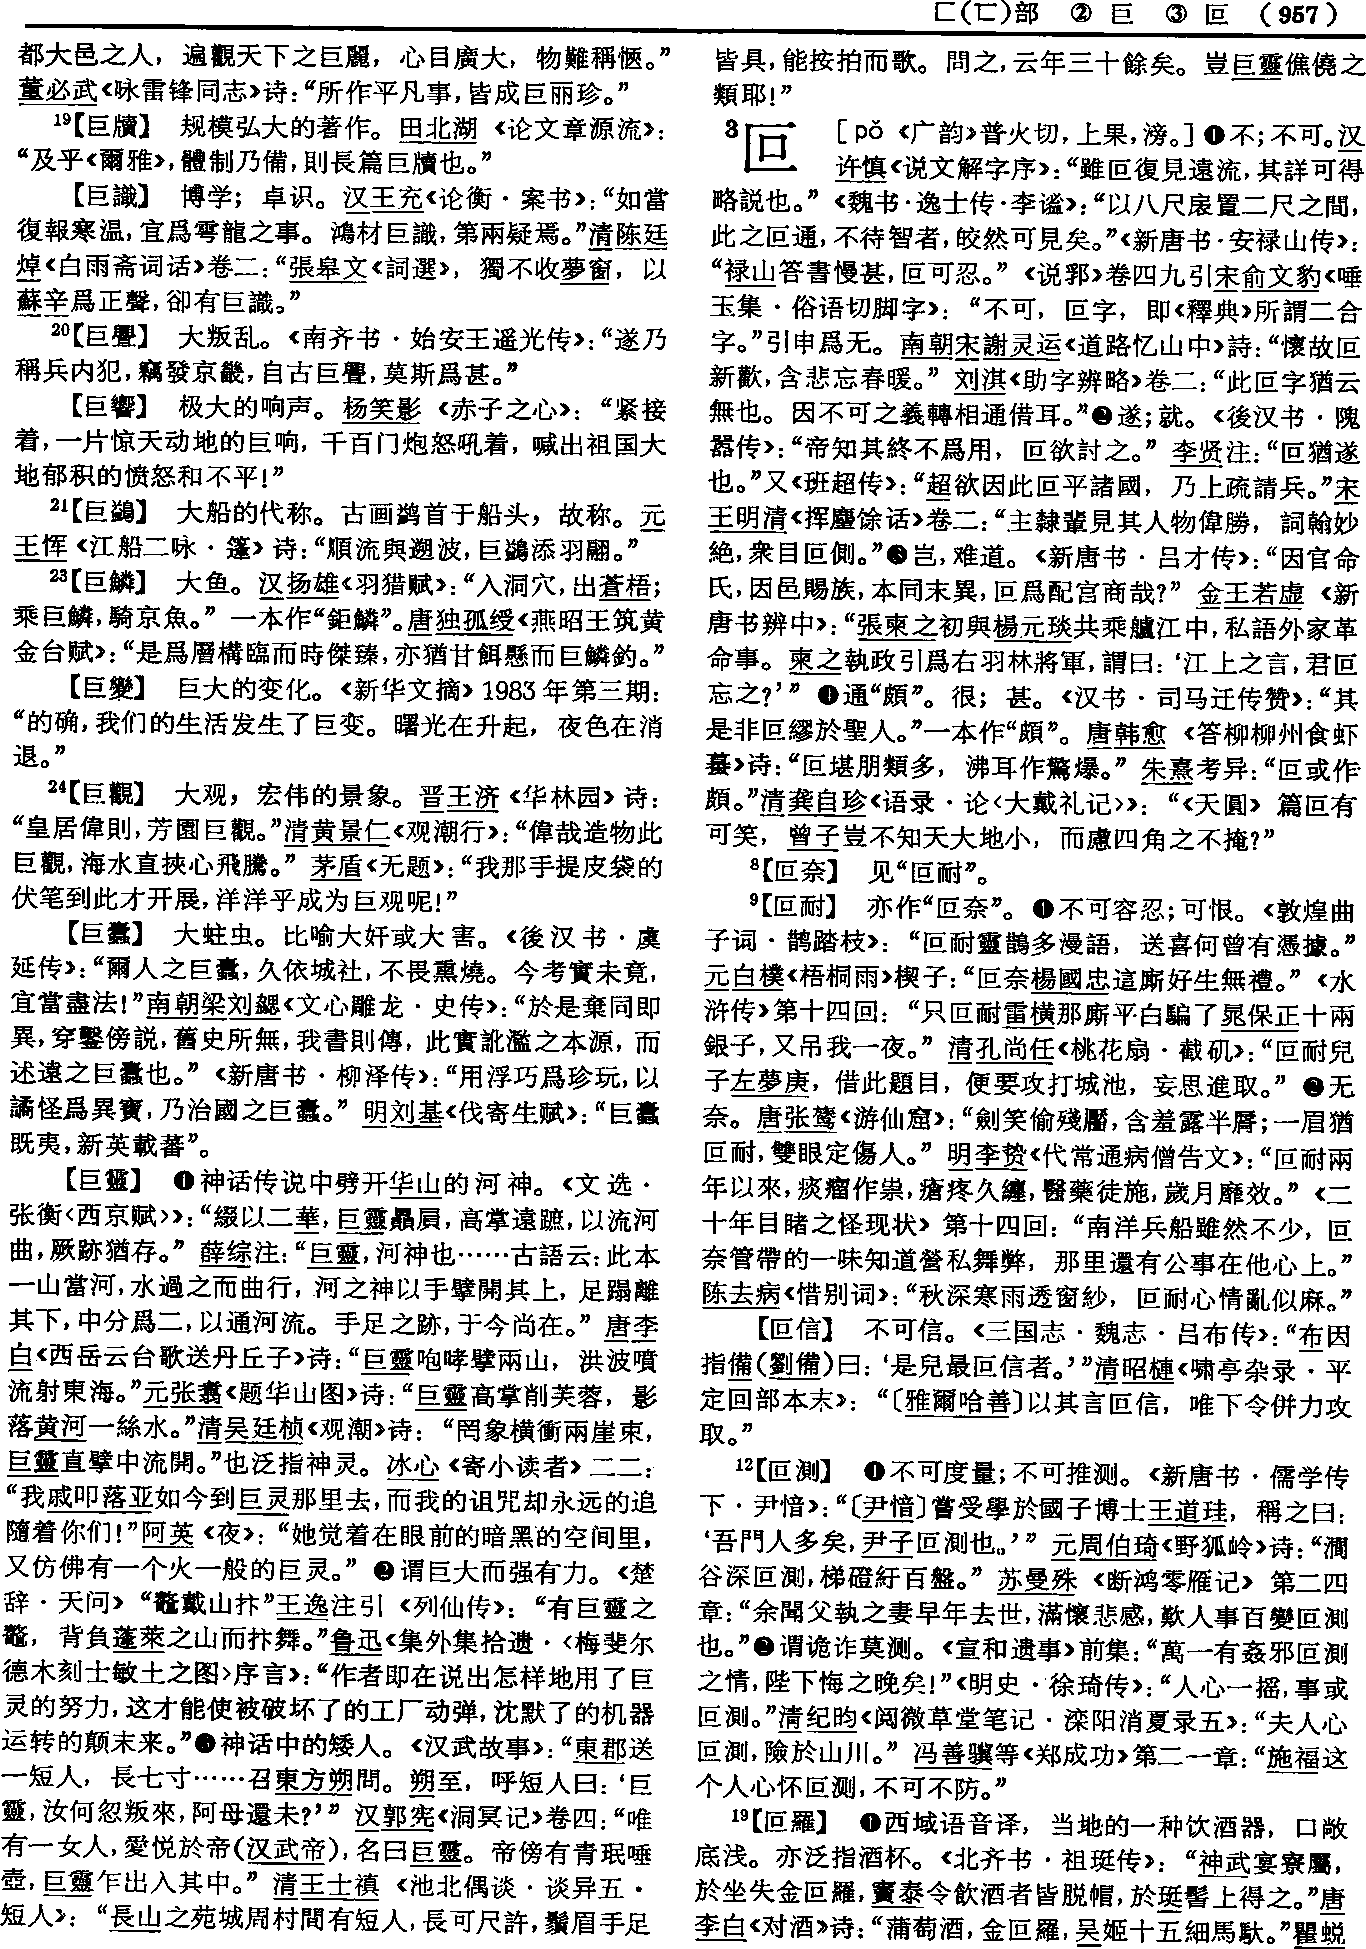 匚(匸)部 ② 巨 ③ 叵 (957)
都大邑之人，遍觀天下之巨麗，心目廣大，物難稱愜。”
董必武《咏雷锋同志》诗：“所作平凡事，皆成巨丽珍。”
19【巨牘】 规模弘大的著作。田北湖《论文章源流》：
“及乎《爾雅》，體制乃備，則長篇巨牘也。”
【巨識】 博学；卓识。汉王充《论衡·案书》：“如當
復報寒温，宜爲雩龍之事。鴻材巨識，第兩疑焉。”清陈廷
焯《白雨斋词话》卷二：“張皋文《詞選》，獨不收夢窗，以
蘇辛爲正聲，卻有巨識。”
20【巨釁】 大叛乱。《南齐书·始安王遥光传》：“遂乃
稱兵内犯，竊發京畿，自古巨釁，莫斯爲甚。”
【巨響】 极大的响声。杨笑影《赤子之心》：“紧接
着，一片惊天动地的巨响，千百门炮怒吼着，喊出祖国大
地郁积的愤怒和不平！”
21【巨鷁】 大船的代称。古画鹢首于船头，故称。元
王恽《江船二咏·篷》诗：“順流與遡波，巨鷁添羽翮。”
23【巨鱗】 大鱼。汉扬雄《羽猎赋》：“入洞穴，出蒼梧；
乘巨鱗，騎京魚。”一本作“鉅鱗”。唐独孤绶《燕昭王筑黄
金台赋》：“是爲層構臨而時傑臻，亦猶甘餌懸而巨鱗釣。”
【巨變】 巨大的变化。《新华文摘》1983年第三期：
“的确，我们的生活发生了巨变。曙光在升起，夜色在消
退。”
24【巨觀】 大观，宏伟的景象。晋王济《华林园》诗：
“皇居偉則，芳園巨觀。”清黄景仁《观潮行》：“偉哉造物此
巨觀，海水直挾心飛騰。”茅盾《无题》：“我那手提皮袋的
伏笔到此才开展，洋洋乎成为巨观呢！”
【巨蠹】 大蛀虫。比喻大奸或大害。《後汉书·虞
延传》：“爾人之巨蠹，久依城社，不畏熏燒。今考實未竟，
宜當盡法！”南朝梁刘勰《文心雕龙·史传》：“於是棄同即
異，穿鑿傍説，舊史所無，我書則傳，此實訛濫之本源，而
述遠之巨蠹也。”《新唐书·柳泽传》：“用浮巧爲珍玩，以
譎怪爲異寶，乃治國之巨蠹。”明刘基《伐寄生赋》：“巨蠹
既夷，新英載蕃”。
【巨靈】 ❶神话传说中劈开华山的河神。《文选·
张衡〈西京赋〉》：“綴以二華，巨靈贔屓，高掌遠蹠，以流河
曲，厥跡猶存。”薛综注：“巨靈，河神也……古語云：此本
一山當河，水過之而曲行，河之神以手擘開其上，足蹋離
其下，中分爲二，以通河流。手足之跡，于今尚在。”唐李
白《西岳云台歌送丹丘子》诗：“巨靈咆哮擘兩山，洪波噴
流射東海。”元张翥《题华山图》诗：“巨靈高掌削芙蓉，影
落黄河一絲水。”清吴廷桢《观潮》诗：“罔象横衝兩崖束，
巨靈直擘中流開。”也泛指神灵。冰心《寄小读者》二二：
“我戚叩落亚如今到巨灵那里去，而我的诅咒却永远的追
隨着你们！”阿英《夜》：“她觉着在眼前的暗黑的空间里，
又仿佛有一个火一般的巨灵。”❷谓巨大而强有力。《楚
辞·天问》“鼇戴山抃”王逸注引《列仙传》：“有巨靈之
鼇，背負蓬萊之山而抃舞。”鲁迅《集外集拾遗·〈梅斐尔
德木刻士敏土之图〉序言》：“作者即在说出怎样地用了巨
灵的努力，这才能使被破坏了的工厂动弹，沈默了的机器
运转的颠末来。”❸神话中的矮人。《汉武故事》：“東郡送
一短人，長七寸……召東方朔問。朔至，呼短人曰：‘巨
靈，汝何忽叛來，阿母還未？’”汉郭宪《洞冥记》卷四：“唯
有一女人，愛悦於帝(汉武帝)，名曰巨靈。帝傍有青珉唾
壺，巨靈乍出入其中。”清王士禛《池北偶谈·谈异五·
短人》：“長山之苑城周村間有短人，長可尺許，鬚眉手足
皆具，能按拍而歌。問之，云年三十餘矣。豈巨靈僬僥之
類耶！”
3 叵 ［pǒ《广韵》普火切，上果，滂。］❶不；不可。汉
许慎《说文解字序》：“雖叵復見遠流，其詳可得
略説也。”《魏书·逸士传·李谧》：“以八尺扆置二尺之間，
此之叵通，不待智者，皎然可見矣。”《新唐书·安禄山传》：
“禄山答書慢甚，叵可忍。”《说郛》卷四九引宋俞文豹《唾
玉集·俗语切脚字》：“不可，叵字，即《釋典》所謂二合
字。”引申爲无。南朝宋謝灵运《道路忆山中》詩：“懷故叵
新歡，含悲忘春暖。”刘淇《助字辨略》卷二：“此叵字猶云
無也。因不可之義轉相通借耳。”❷遂；就。《後汉书·隗
嚣传》：“帝知其終不爲用，叵欲討之。”李贤注：“叵猶遂
也。”又《班超传》：“超欲因此叵平諸國，乃上疏請兵。”宋
王明清《挥麈馀话》卷二：“主隸輩見其人物偉勝，詞翰妙
絶，衆目叵側。”❸岂，难道。《新唐书·吕才传》：“因官命
氏，因邑賜族，本同末異，叵爲配宫商哉？”金王若虚《新
唐书辨中》：“張柬之初與楊元琰共乘艫江中，私語外家革
命事。柬之執政引爲右羽林將軍，謂曰：‘江上之言，君叵
忘之？’”❹通“頗”。很；甚。《汉书·司马迁传赞》：“其
是非叵繆於聖人。”一本作“頗”。唐韩愈《答柳柳州食虾
蟇》诗：“叵堪朋類多，沸耳作驚爆。”朱熹考异：“叵或作
頗。”清龚自珍《语录·论〈大戴礼记〉》：“《天圓》篇叵有
可笑，曾子豈不知天大地小，而慮四角之不掩？”
8【叵奈】 见“叵耐”。
9【叵耐】 亦作“叵奈”。❶不可容忍；可恨。《敦煌曲
子词·鹊踏枝》：“叵耐靈鵲多漫語，送喜何曾有憑據。”
元白樸《梧桐雨》楔子：“叵奈楊國忠這廝好生無禮。”《水
浒传》第十四回：“只叵耐雷横那廝平白騙了晁保正十兩
銀子，又吊我一夜。”清孔尚任《桃花扇·截矶》：“叵耐兒
子左夢庚，借此題目，便要攻打城池，妄思進取。”❷无
奈。唐张鷟《游仙窟》：“劍笑偷殘靨，含羞露半脣；一眉猶
叵耐，雙眼定傷人。”明李贽《代常通病僧告文》：“叵耐兩
年以來，痰瘤作祟，瘡疼久纏，醫藥徒施，歲月靡效。”《二
十年目睹之怪现状》第十四回：“南洋兵船雖然不少，叵
奈管帶的一味知道營私舞弊，那里還有公事在他心上。”
陈去病《惜别词》：“秋深寒雨透窗紗，叵耐心情亂似麻。”
【叵信】 不可信。《三国志·魏志·吕布传》：“布因
指備(劉備)曰：‘是兒最叵信者。’”清昭槤《啸亭杂录·平
定回部本末》：“〔雅爾哈善〕以其言叵信，唯下令併力攻
取。”
12【叵測】 ❶不可度量；不可推测。《新唐书·儒学传
下·尹愔》：“〔尹愔〕嘗受學於國子博士王道珪，稱之曰：
‘吾門人多矣，尹子叵測也。’”元周伯琦《野狐岭》诗：“澗
谷深叵測，梯磴紆百盤。”苏曼殊《断鸿零雁记》第二四
章：“余聞父執之妻早年去世，滿懷悲感，歎人事百變叵測
也。”❷谓诡诈莫测。《宣和遗事》前集：“萬一有姦邪叵測
之情，陛下悔之晚矣！”《明史·徐琦传》：“人心一摇，事或
叵測。”清纪昀《阅微草堂笔记·滦阳消夏录五》：“夫人心
叵測，險於山川。”冯善骥等《郑成功》第二一章：“施福这
个人心怀叵测，不可不防。”
19【叵羅】 ❶西域语音译，当地的一种饮酒器，口敞
底浅。亦泛指酒杯。《北齐书·祖珽传》：“神武宴寮屬，
於坐失金叵羅，竇泰令飲酒者皆脱帽，於珽髻上得之。”唐
李白《对酒》诗：“蒲萄酒，金叵羅，吴姬十五細馬馱。”瞿蜕